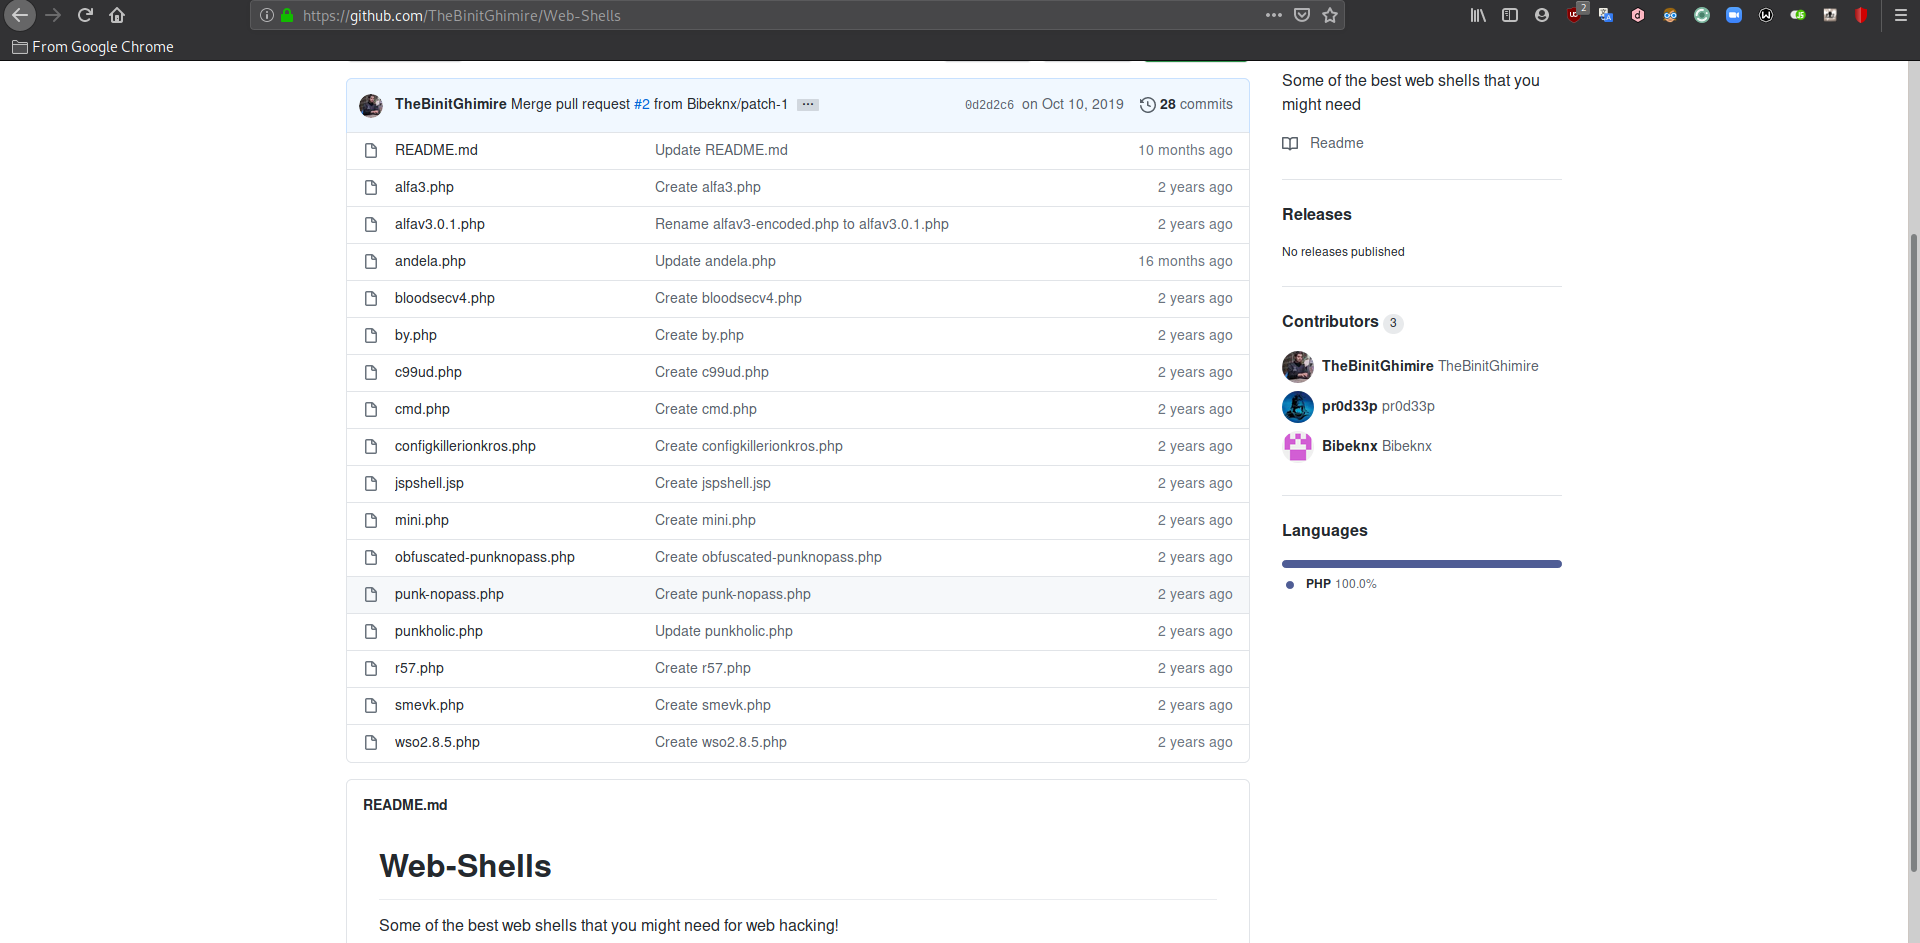 https://github.com/TheBinitGhimire/Web-Shells
2
From Google Chrome
TheBinitGhimire Merge pull request #2 from Bibeknx/patch-1 ... 0d2d2c6 on Oct 10, 2019 28 commits
README.md Update README.md 10 months ago
alfa3.php Create alfa3.php 2 years ago
alfav3.0.1.php Rename alfav3-encoded.php to alfav3.0.1.php 2 years ago
andela.php Update andela.php 16 months ago
bloodsecv4.php Create bloodsecv4.php 2 years ago
by.php Create by.php 2 years ago
c99ud.php Create c99ud.php 2 years ago
cmd.php Create cmd.php 2 years ago
configkillerionkros.php Create configkillerionkros.php 2 years ago
jspshell.jsp Create jspshell.jsp 2 years ago
mini.php Create mini.php 2 years ago
obfuscated-punknopass.php Create obfuscated-punknopass.php 2 years ago
punk-nopass.php Create punk-nopass.php 2 years ago
punkholic.php Update punkholic.php 2 years ago
r57.php Create r57.php 2 years ago
smevk.php Create smevk.php 2 years ago
wso2.8.5.php Create wso2.8.5.php 2 years ago
README.md
Web-Shells
Some of the best web shells that you might need for web hacking!
Some of the best web shells that you
might need
Readme
Releases
No releases published
Contributors 3
TheBinitGhimire TheBinitGhimire
pr0d33p pr0d33p
Bibeknx Bibeknx
Languages
PHP 100.0%